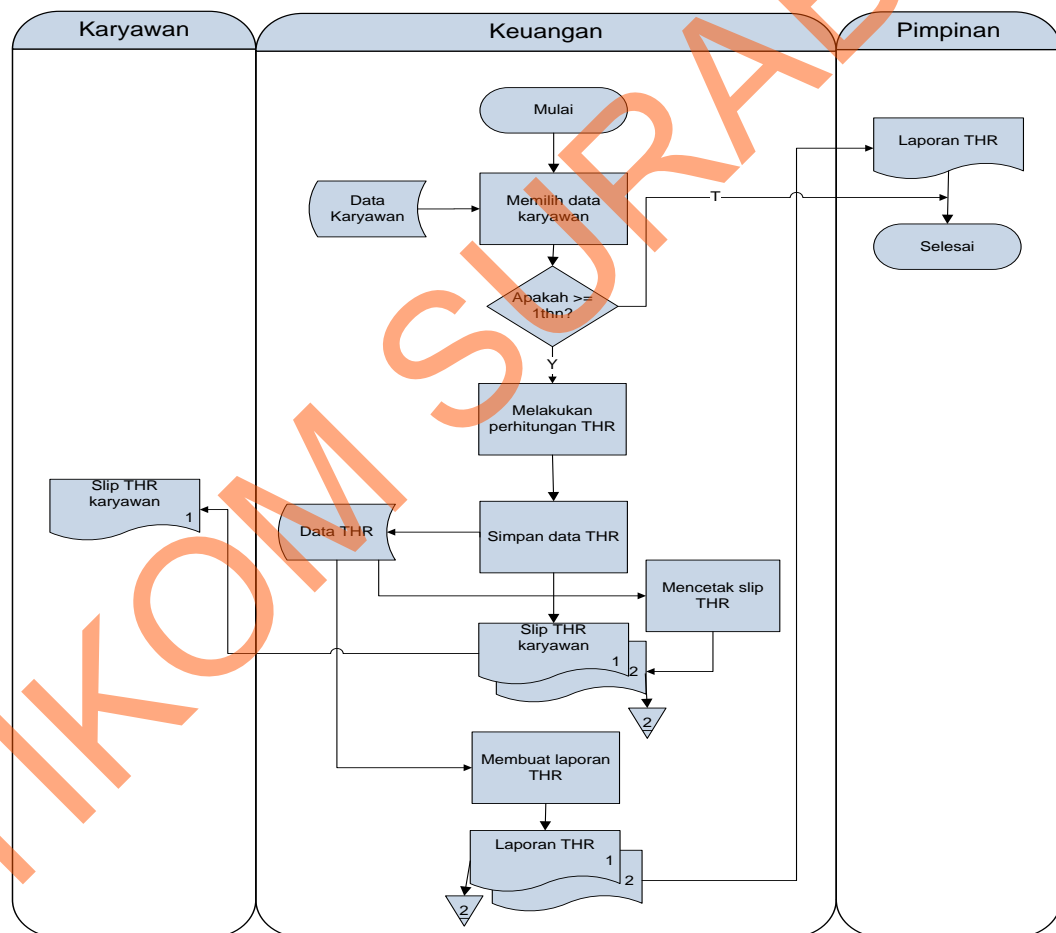 Karyawan
Keuangan
Pimpinan
Mulai
Laporan THR
Data
Karyawan
Memilih data
karyawan
T
Selesai
Apakah >=
1thn?
Y
Melakukan
perhitungan THR
Slip THR
karyawan
1
Data THR
Simpan data THR
Mencetak slip
THR
Slip THR
karyawan
1
2
2
Membuat laporan
THR
Laporan THR
1
2
2
IKOM SURAB